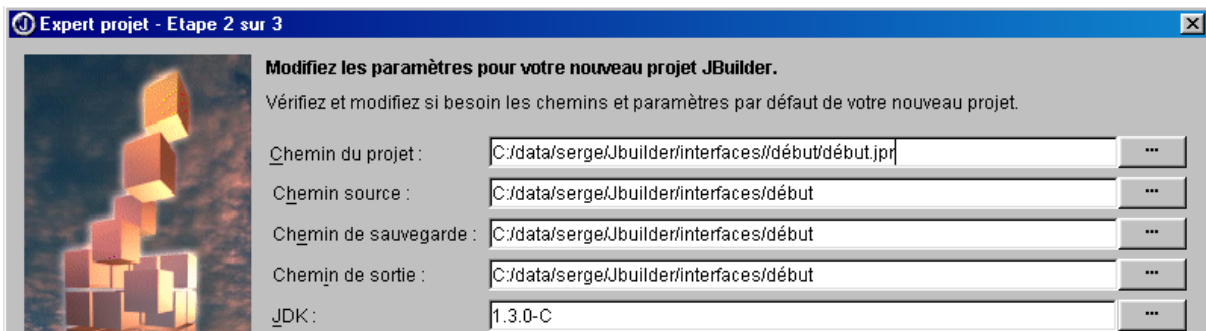 Expert projet - Etape 2 sur 3
Modifiez les paramètres pour votre nouveau projet JBuilder.
Vérifiez et modifiez si besoin les chemins et paramètres par défaut de votre nouveau projet.
Chemin du projet : C:/data/serge/Jbuilder/interfaces//début/début.jpr ...
Chemin source : C:/data/serge/Jbuilder/interfaces/début ...
Chemin de sauvegarde : C:/data/serge/Jbuilder/interfaces/début ...
Chemin de sortie : C:/data/serge/Jbuilder/interfaces/début ...
JDK : 1.3.0-C ...